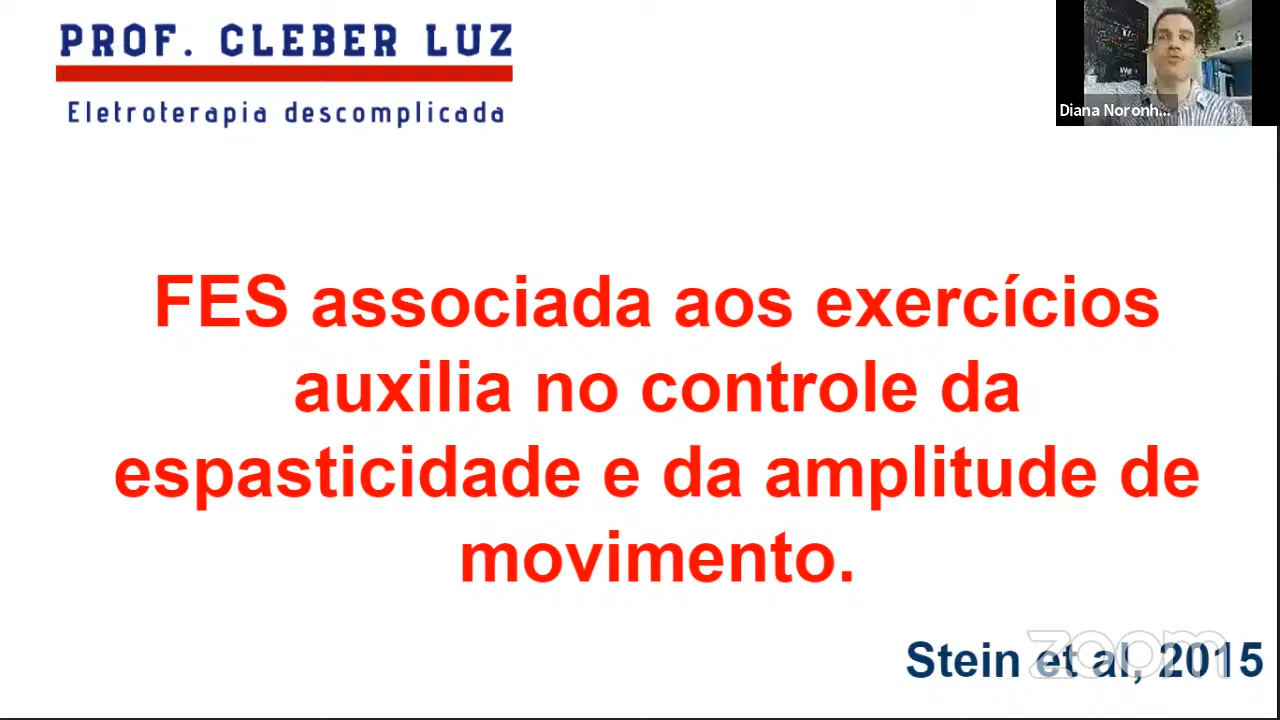 PROF. CLEBER LUZ
Eletroterapia descomplicada
Diana Noronh...
FES associada aos exercícios
auxilia no controle da
espasticidade e da amplitude de
movimento.
Stein et al, 2015
zoom